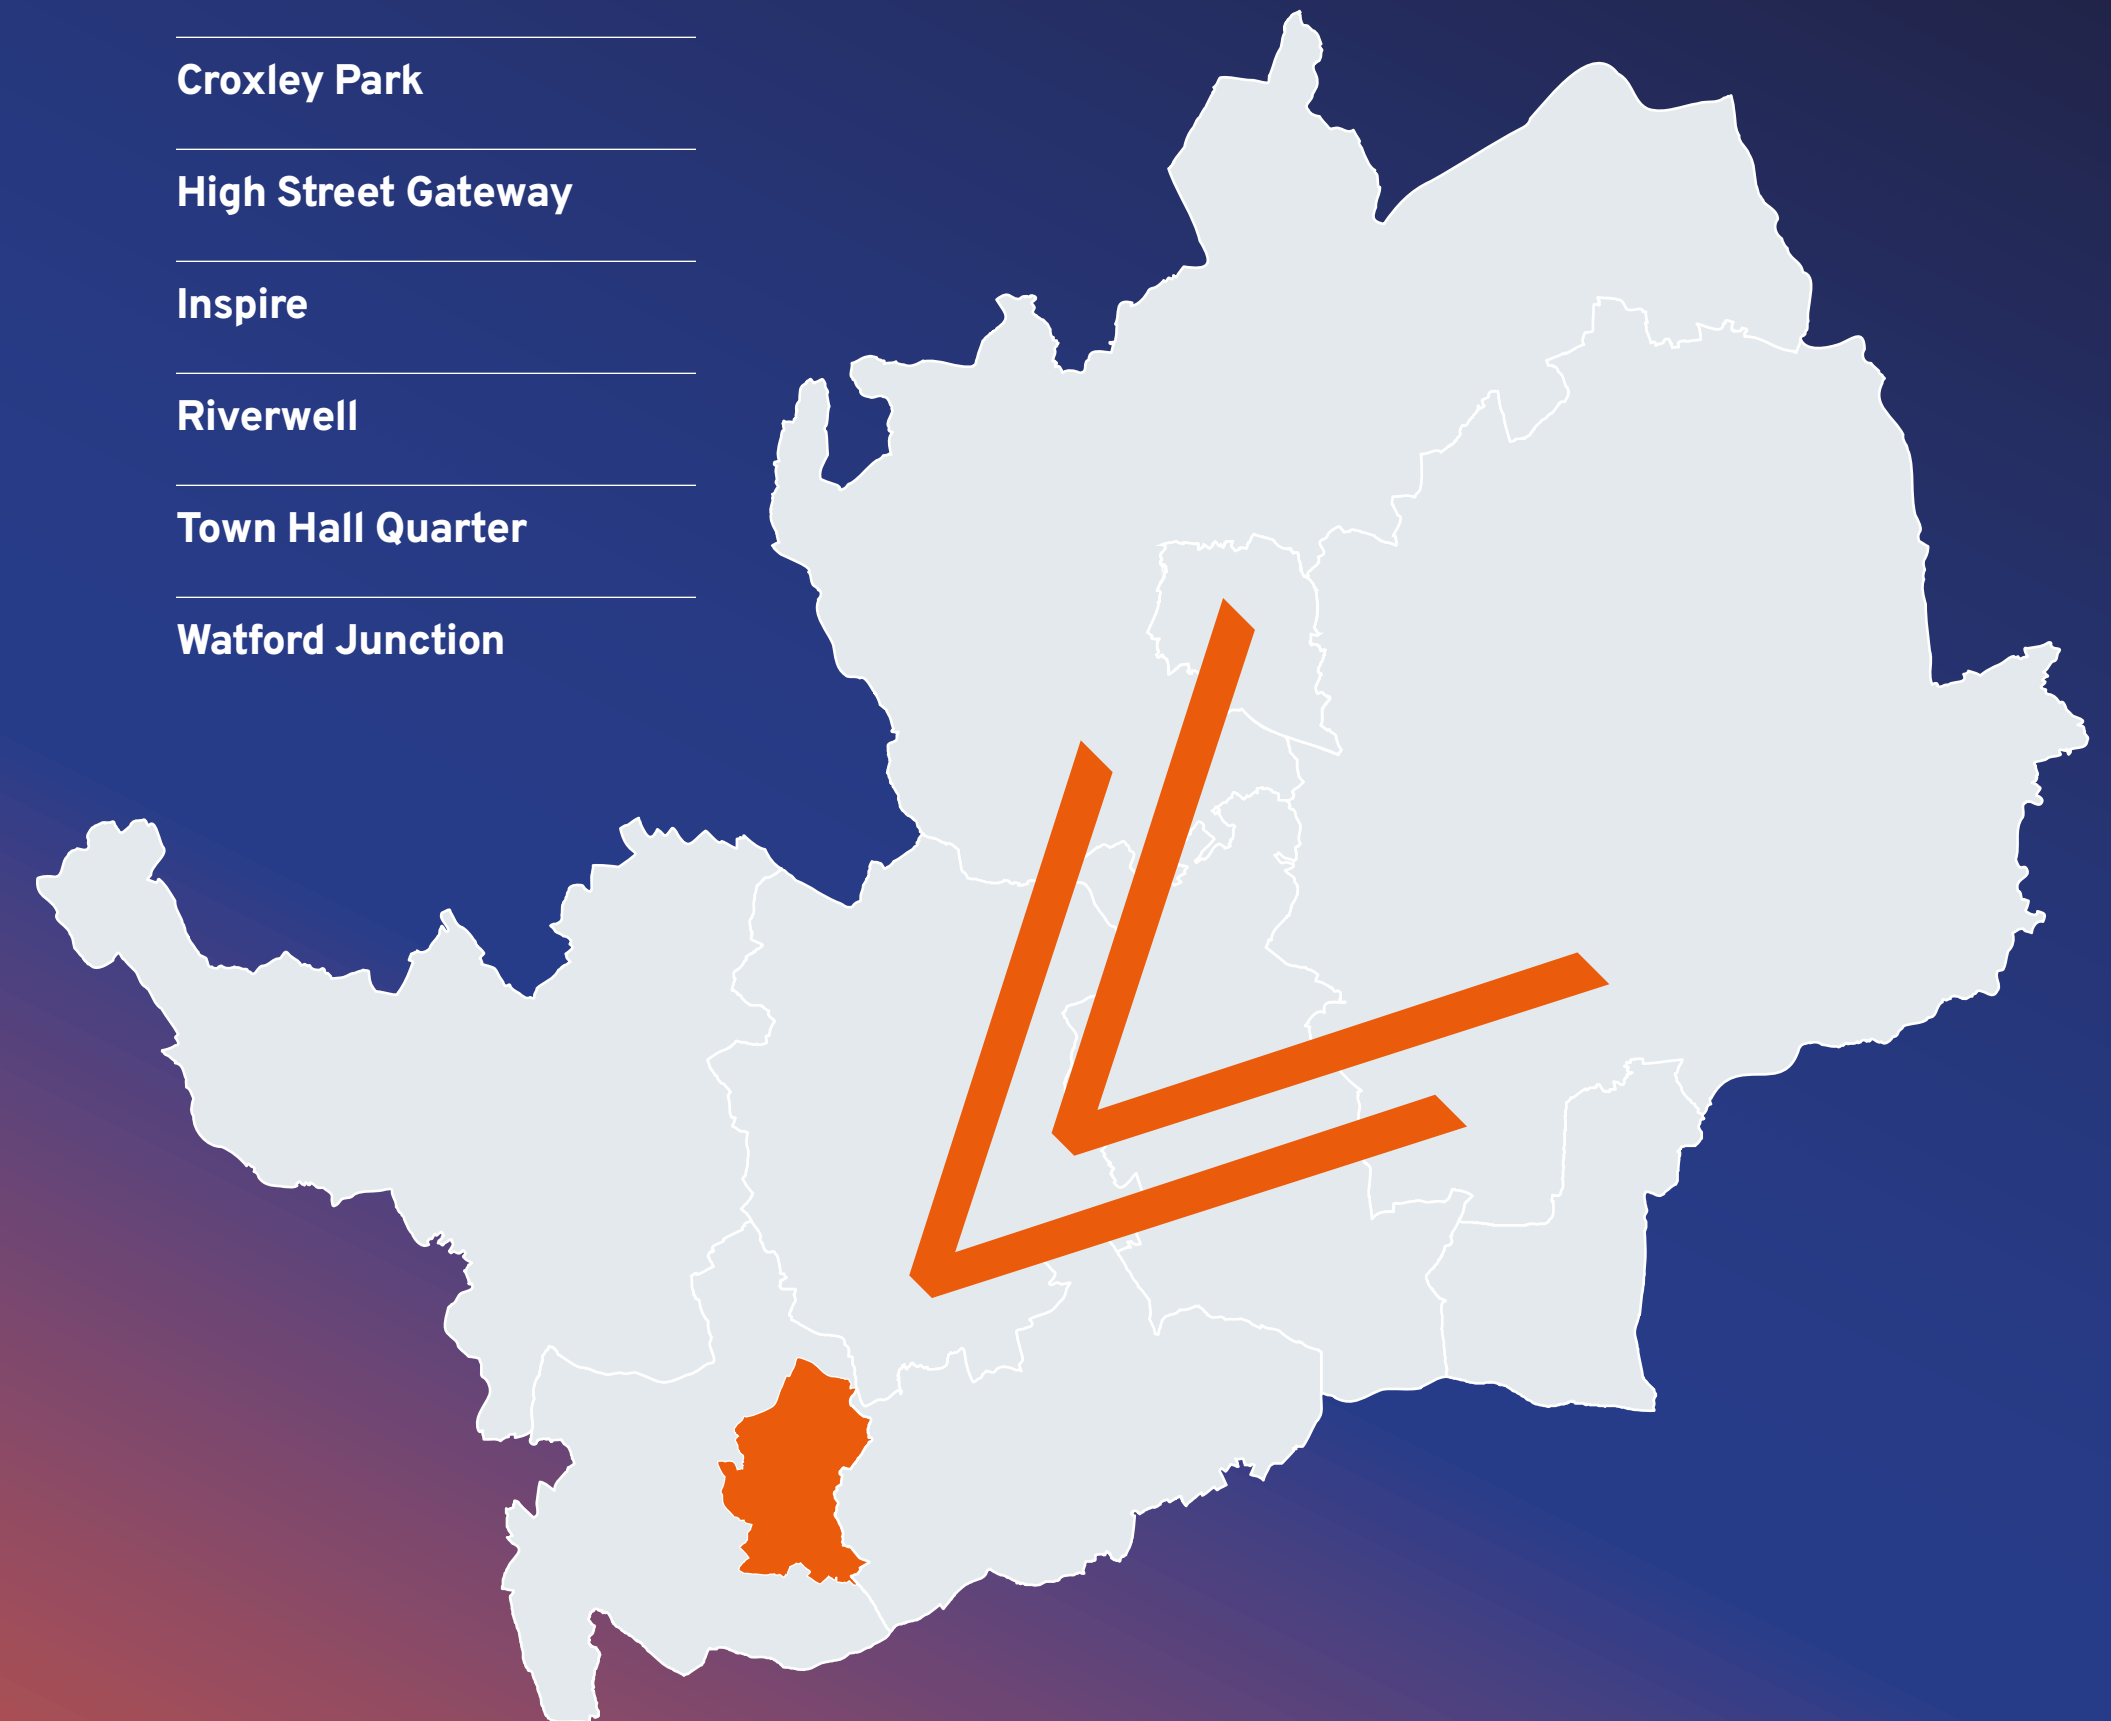 Croxley Park
High Street Gateway
Inspire
Riverwell
Town Hall Quarter
Watford Junction